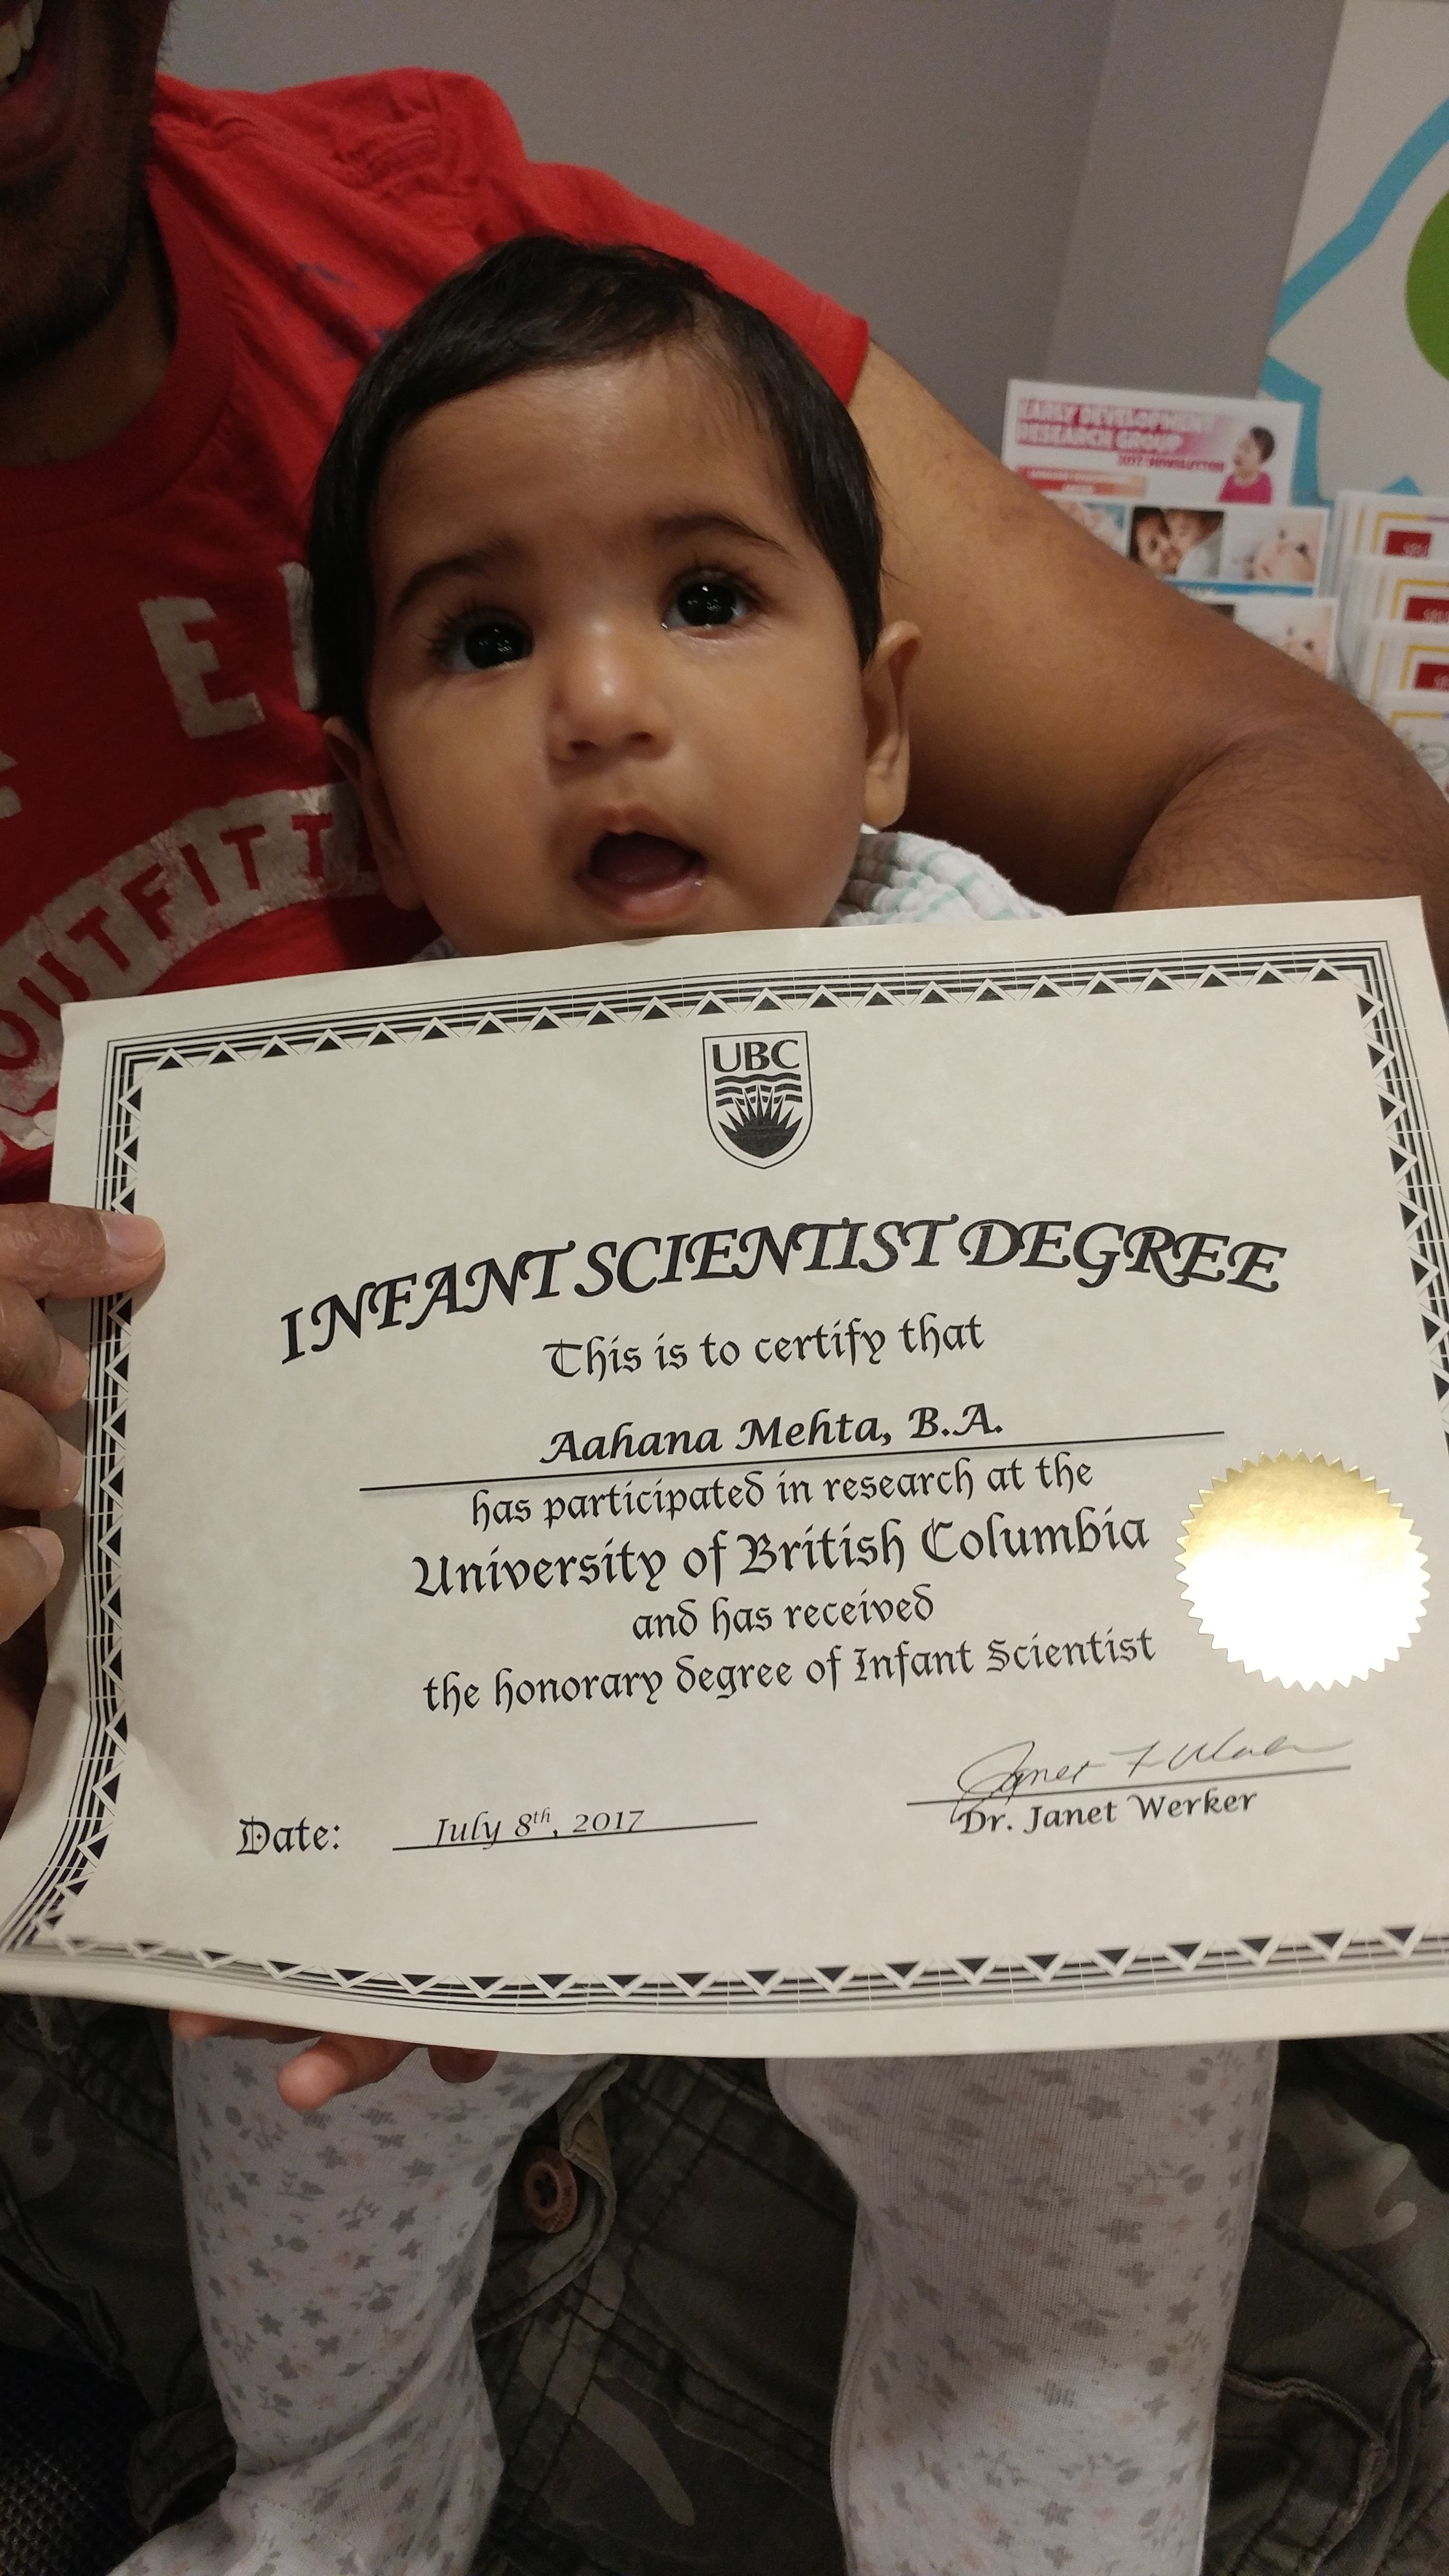 EARLY DEVELOPMENT
RESEARCH GROUP
2017 NEWSLETTER
E
OUTFITT
UBC
INFANT SCIENTIST DEGREE
This is to certify that
Aahana Mehta, B.A.
has participated in research at the
University of British Columbia
and has received
the honorary degree of Infant Scientist
Date: July 8th, 2017
Janet F Werker
Dr. Janet Werker